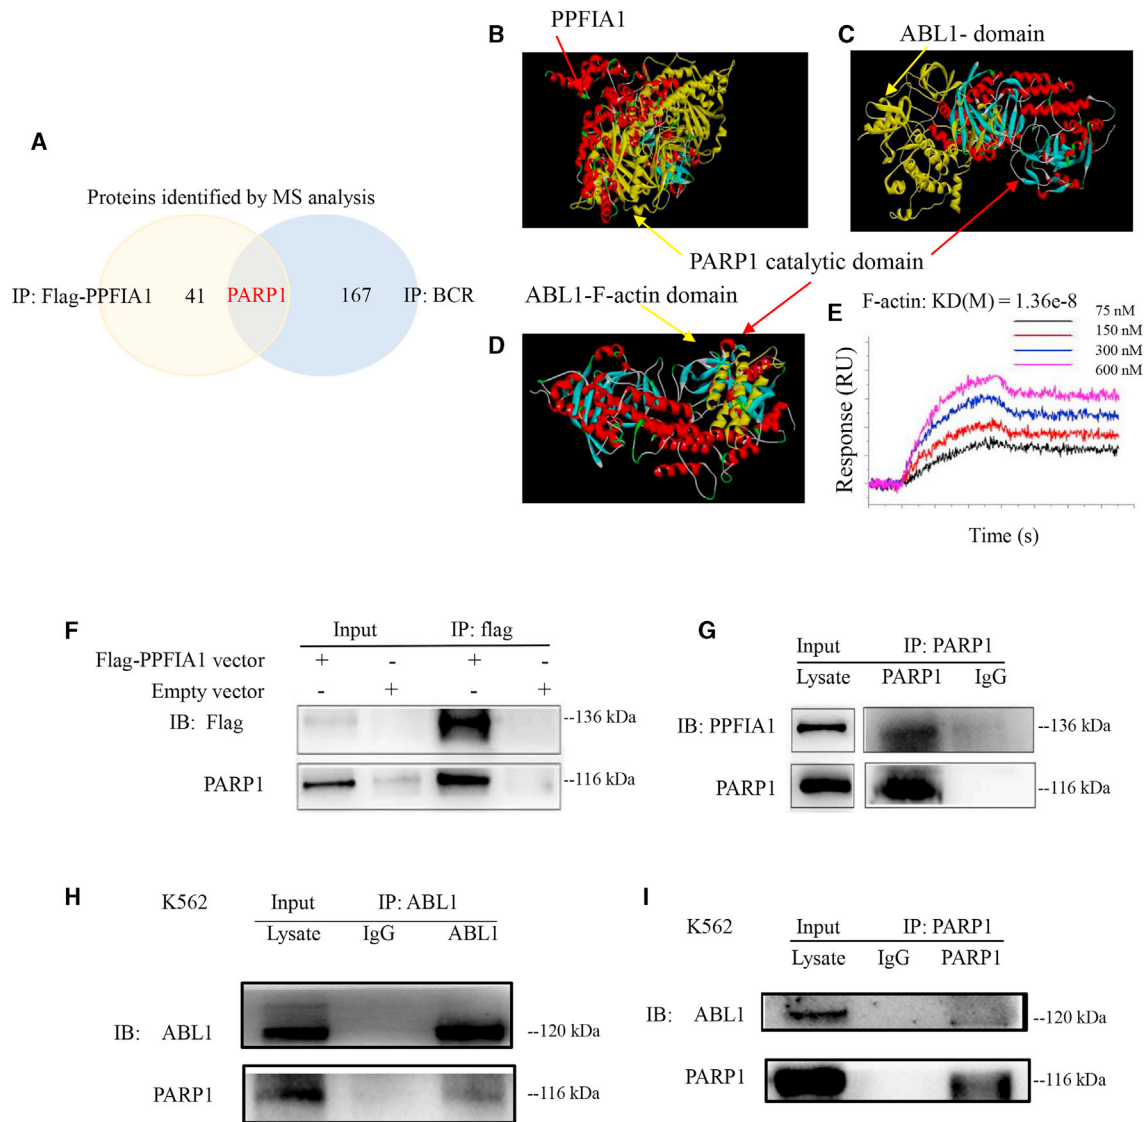 A
Proteins identified by MS analysis
IP: Flag-PPFIA1 41 PARP1 167 IP: BCR
B
PPFIA1
C
ABL1- domain
PARP1 catalytic domain
ABL1-F-actin domain
D
E
F-actin: KD(M) = 1.36e-8
75 nM
150 nM
300 nM
600 nM
Response (RU)
Time (s)
F
Input IP: flag
Flag-PPFIA1 vector + - + -
Empty vector - + - +
IB: Flag --136 kDa
PARP1 --116 kDa
G
Input IP: PARP1
Lysate PARP1 IgG
IB: PPFIA1 --136 kDa
PARP1 --116 kDa
H
K562 Input IP: ABL1
Lysate IgG ABL1
IB: ABL1 --120 kDa
PARP1 --116 kDa
I
K562 Input IP: PARP1
Lysate IgG PARP1
IB: ABL1 --120 kDa
PARP1 --116 kDa